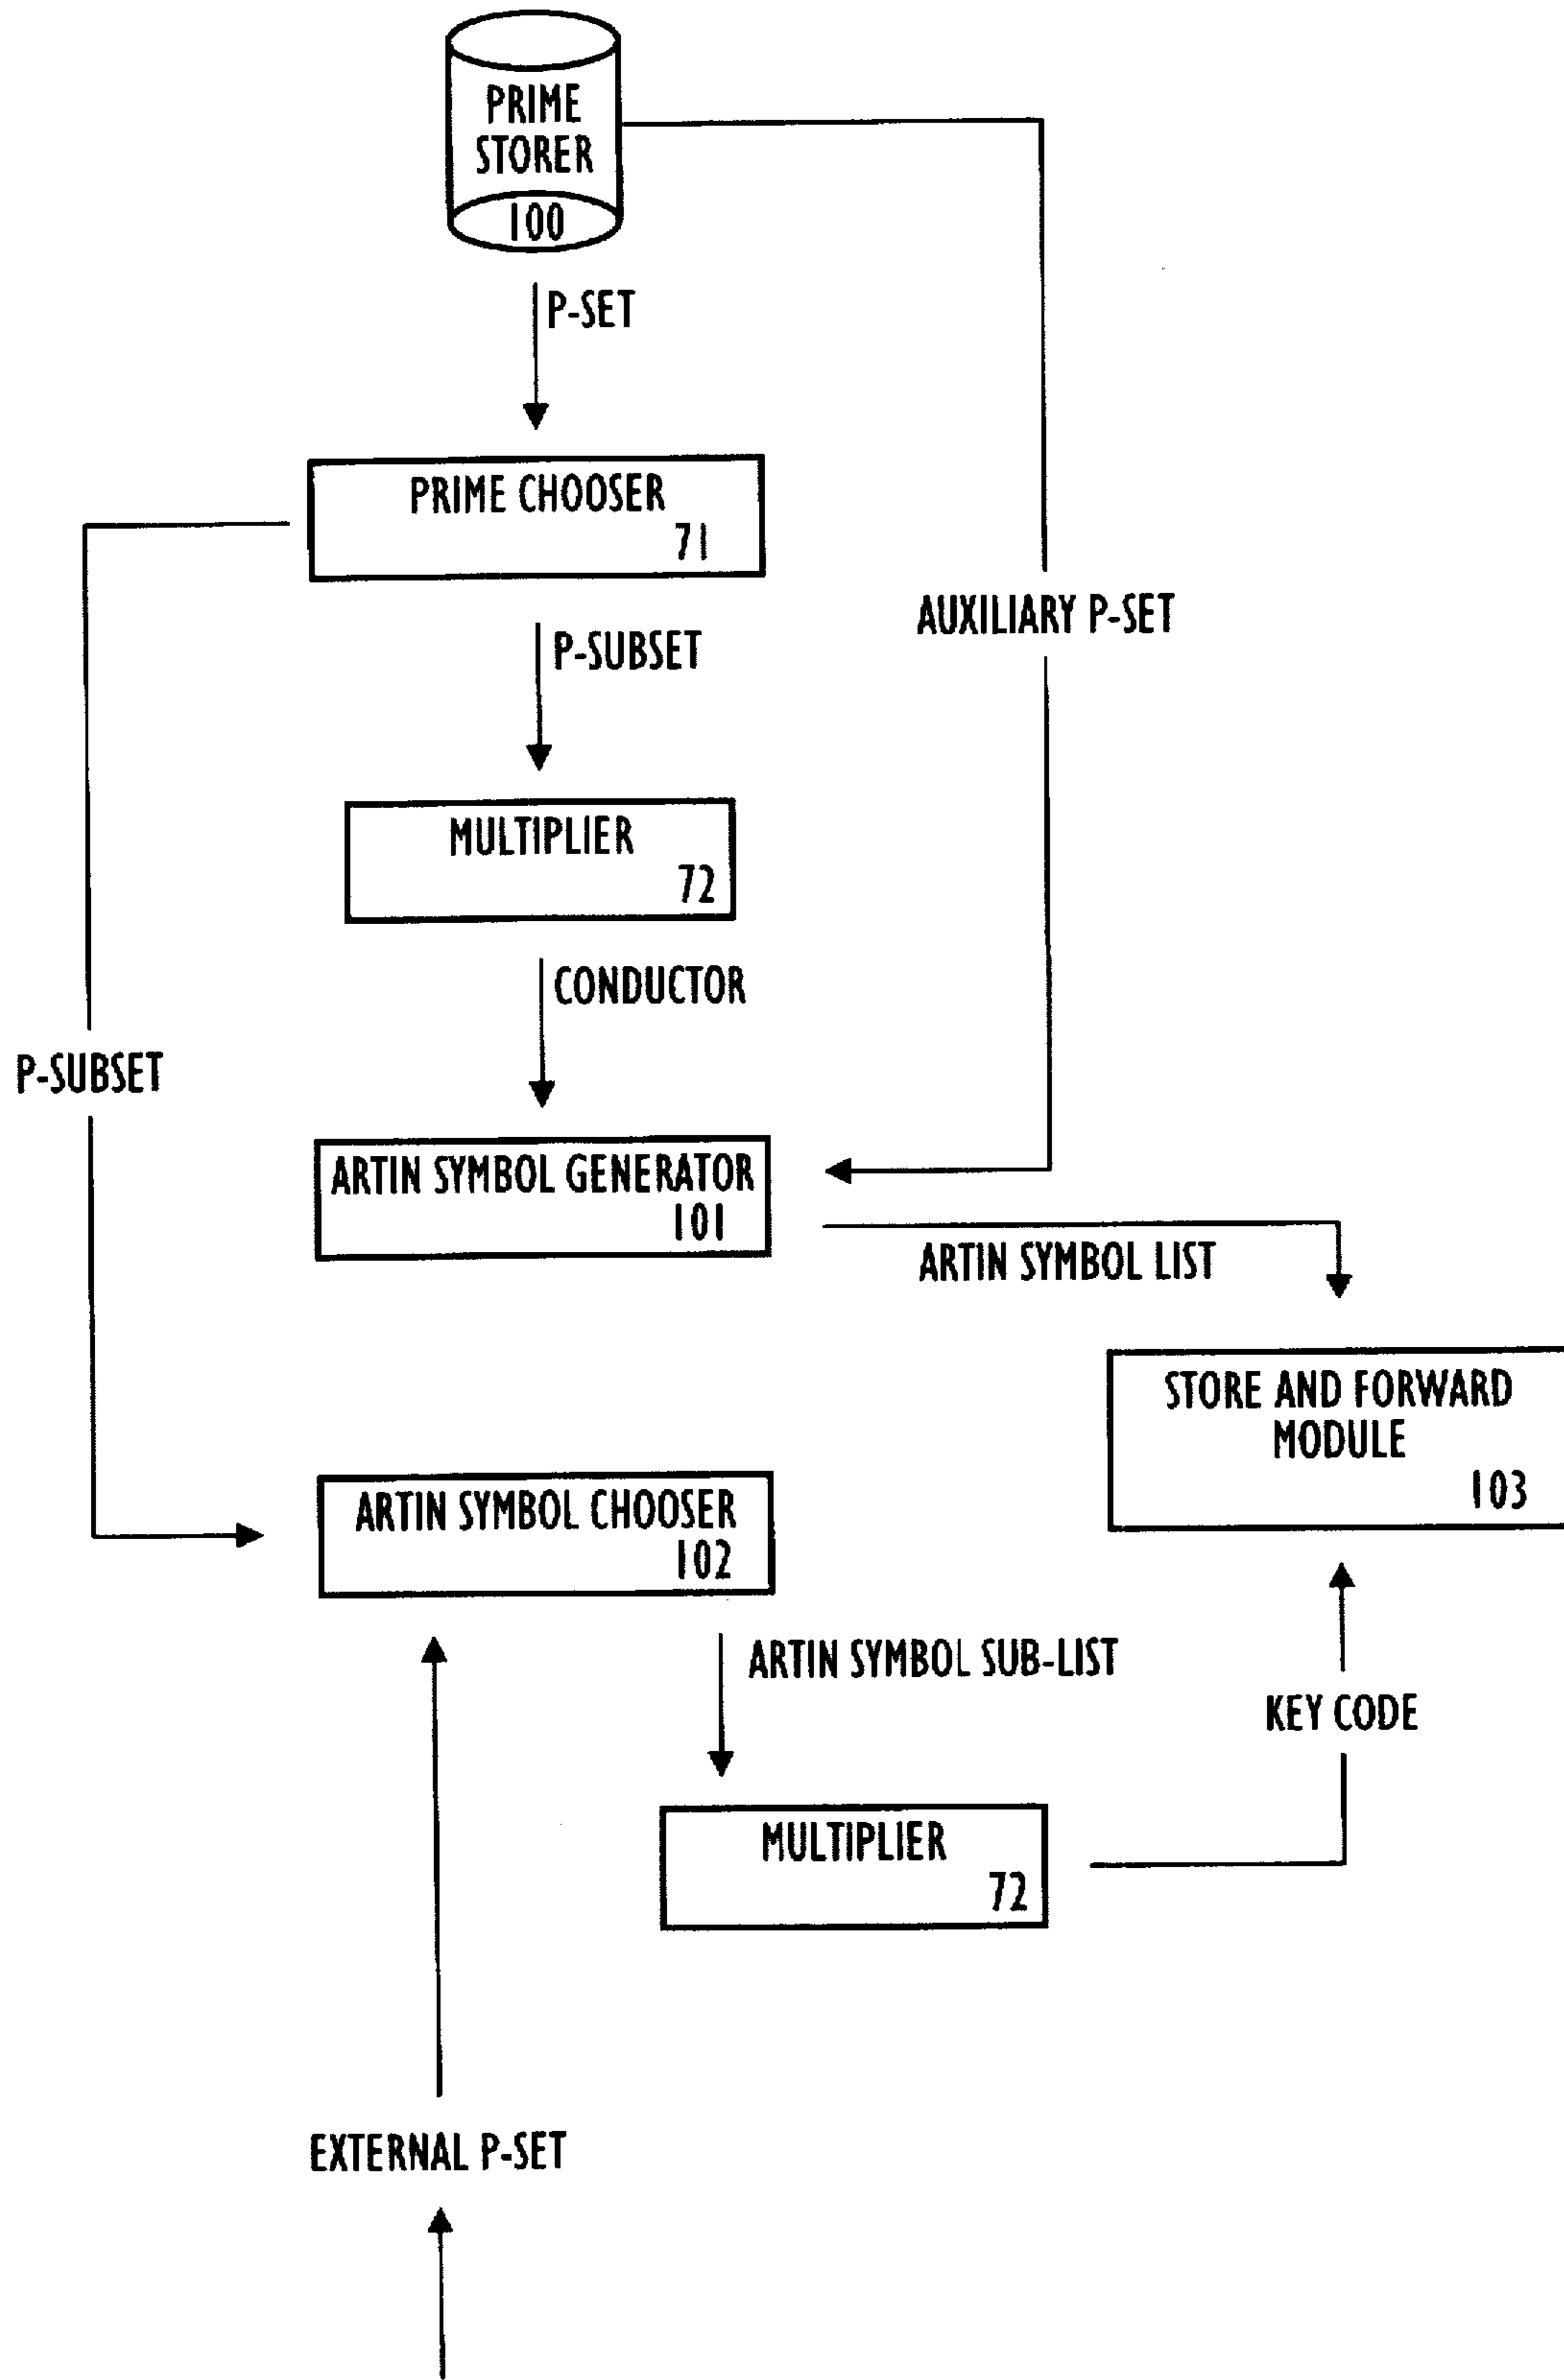 PRIME
STORER
100
P-SET
PRIME CHOOSER
71
AUXILIARY P-SET
P-SUBSET
MULTIPLIER
72
CONDUCTOR
P-SUBSET
ARTIN SYMBOL GENERATOR
101
ARTIN SYMBOL LIST
STORE AND FORWARD
MODULE
103
ARTIN SYMBOL CHOOSER
102
ARTIN SYMBOL SUB-LIST
KEY CODE
MULTIPLIER
72
EXTERNAL P-SET